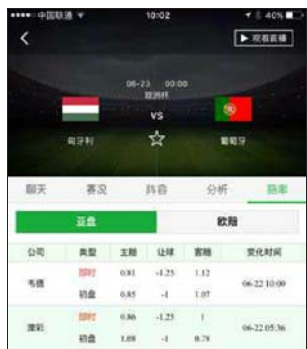 中国联通 10:02 40%
观看直播
06-23 00:00
欧洲杯
VS
匈牙利 葡萄牙
聊天 赛况 阵容 分析 赔率
亚盘 欧赔
公司 类型 主赔 让球 客赔 变化时间
韦德 即时 0.81 -1.25 1.12 06-22 10:00
初盘 0.85 -1 1.07
澳彩 即时 0.86 -1.25 1 06-22 05:36
初盘 1.08 -1 0.78